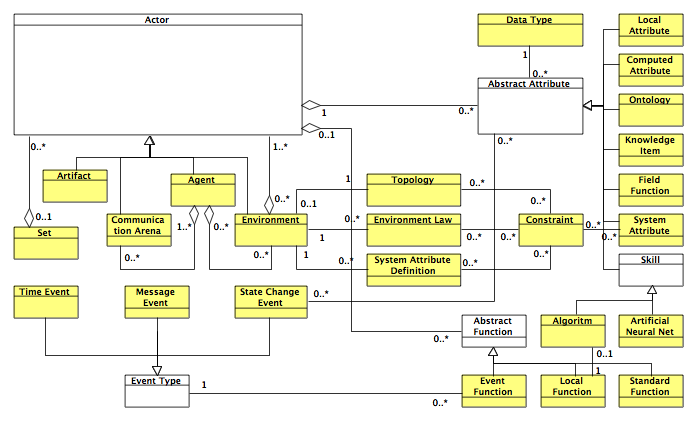 Actor
Data Type
Local
Attribute
1
0..*
Computed
Attribute
Abstract Attribute
Ontology
1
0..*
0..1
0..*
0..*
1..*
Knowledge
Item
Artifact
Agent
1
Topology
0..*
Field
Function
0..*
0..1
0..*
0..1
1..*
0..*
Set
Communica
tion Arena
Environment
0..*
Environment Law
Constraint
0..*
System
Attribute
1
0..*
0..*
0..*
0..*
0..*
1
System Attribute
Definition
0..*
Skill
0..*
0..*
Time Event
Message
Event
State Change
Event
0..*
Abstract
Function
Algoritm
Artificial
Neural Net
0..*
0..1
Event Type
1
1
Event
Function
Local
Function
Standard
Function
0..*